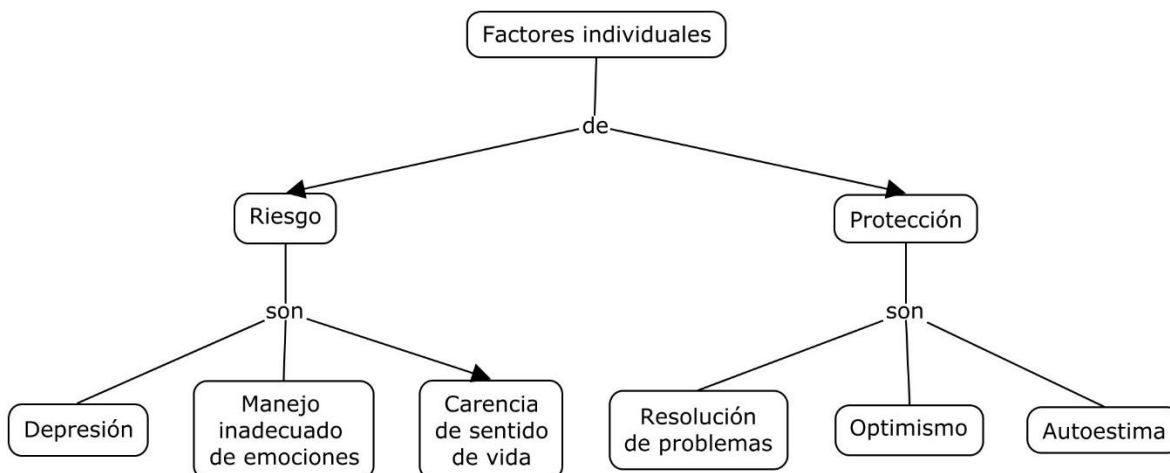 Factores individuales
de
Riesgo
Protección
son
son
Depresión
Manejo
inadecuado
de emociones
Carencia
de sentido
de vida
Resolución
de problemas
Optimismo
Autoestima